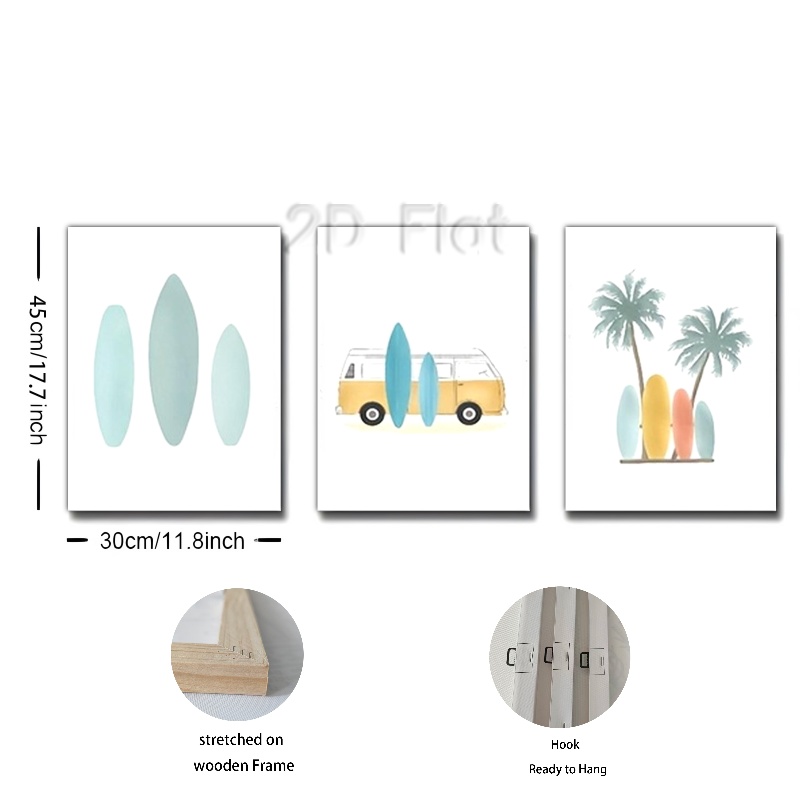 2D Flat
45cm/17.7inch
30cm/11.8inch
stretched on
wooden Frame
Hook
Ready to Hang